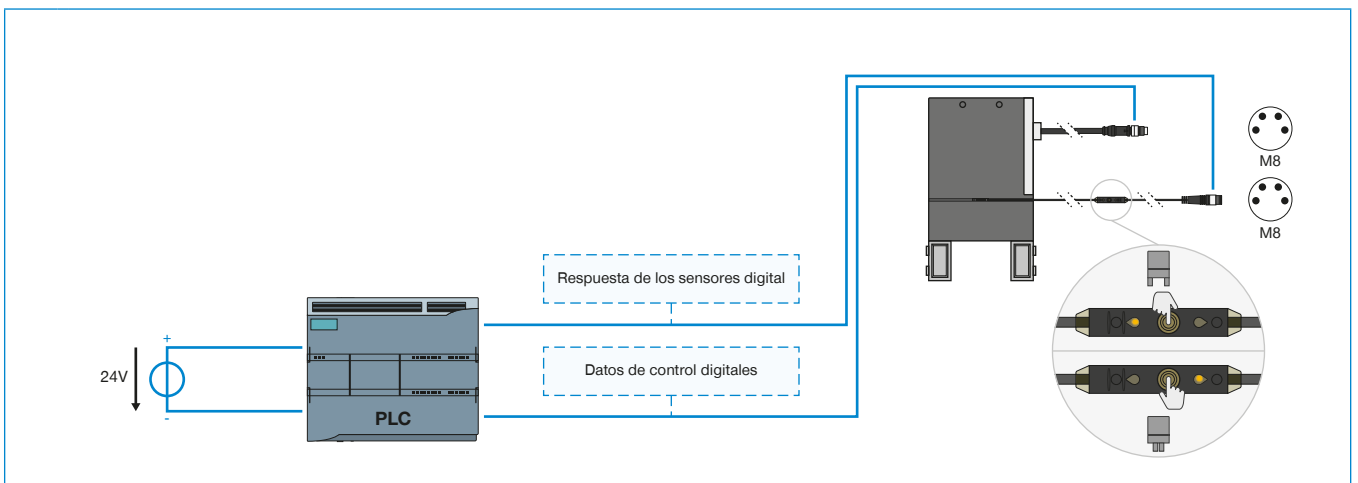 M8
M8
Respuesta de los sensores digital
+
24V
Datos de control digitales
-
PLC